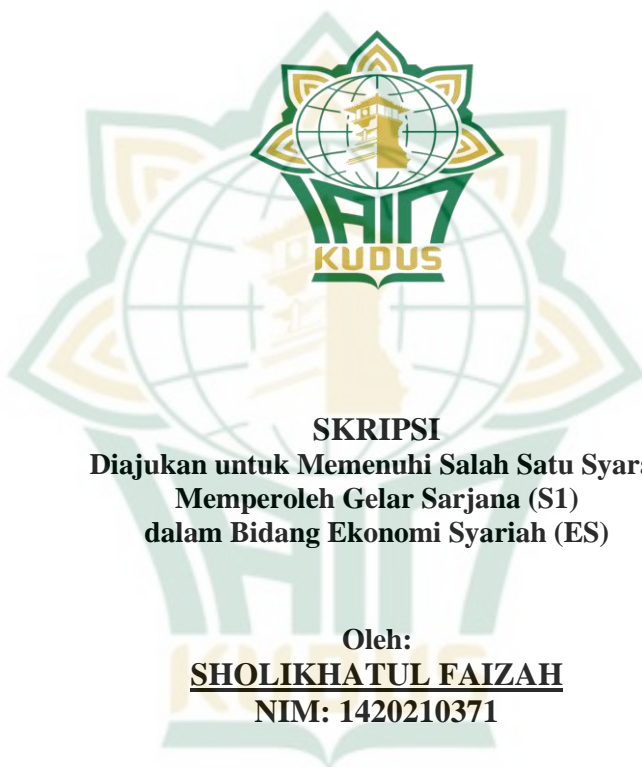 IAIN
KUDUS
SKRIPSI
Diajukan untuk Memenuhi Salah Satu
Memperoleh Gelar Sarjana (S1)
dalam Bidang Ekonomi Syariah (ES)
Oleh:
SHOLIKHATUL FAIZAH
NIM: 1420210371